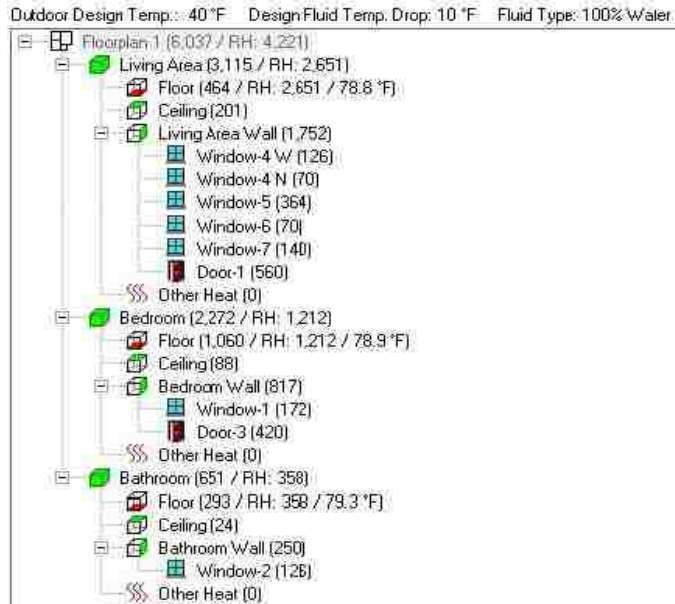 Outdoor Design Temp.: 40 °F Design Fluid Temp. Drop: 10 °F Fluid Type: 100% Water
Floorplan 1 (6,037 / RH: 4,221)
Living Area (3,115 / RH: 2,651)
Floor (464 / RH: 2,651 / 78.8 °F)
Ceiling (201)
Living Area Wall (1,752)
Window-4 W (126)
Window-4 N (70)
Window-5 (364)
Window-6 (70)
Window-7 (140)
Door-1 (560)
Other Heat (0)
Bedroom (2,272 / RH: 1,212)
Floor (1,060 / RH: 1,212 / 78.9 °F)
Ceiling (88)
Bedroom Wall (817)
Window-1 (172)
Door-3 (420)
Other Heat (0)
Bathroom (651 / RH: 358)
Floor (293 / RH: 358 / 79.3 °F)
Ceiling (24)
Bathroom Wall (250)
Window-2 (126)
Other Heat (0)